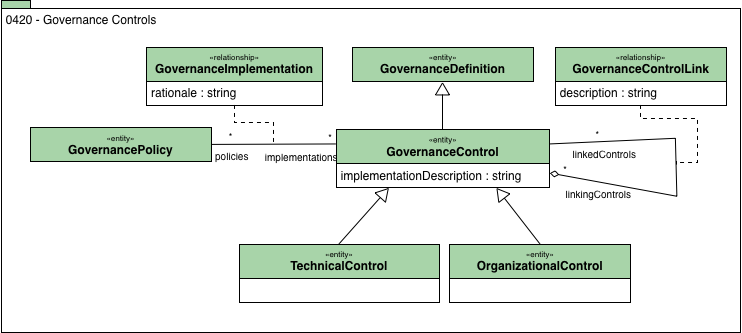 0420 - Governance Controls
«relationship»
GovernanceImplementation
rationale : string
«entity»
GovernanceDefinition
«relationship»
GovernanceControlLink
description : string
«entity»
GovernancePolicy
*
policies
*
implementations
«entity»
GovernanceControl
implementationDescription : string
*
linkedControls
*
linkingControls
«entity»
TechnicalControl
«entity»
OrganizationalControl